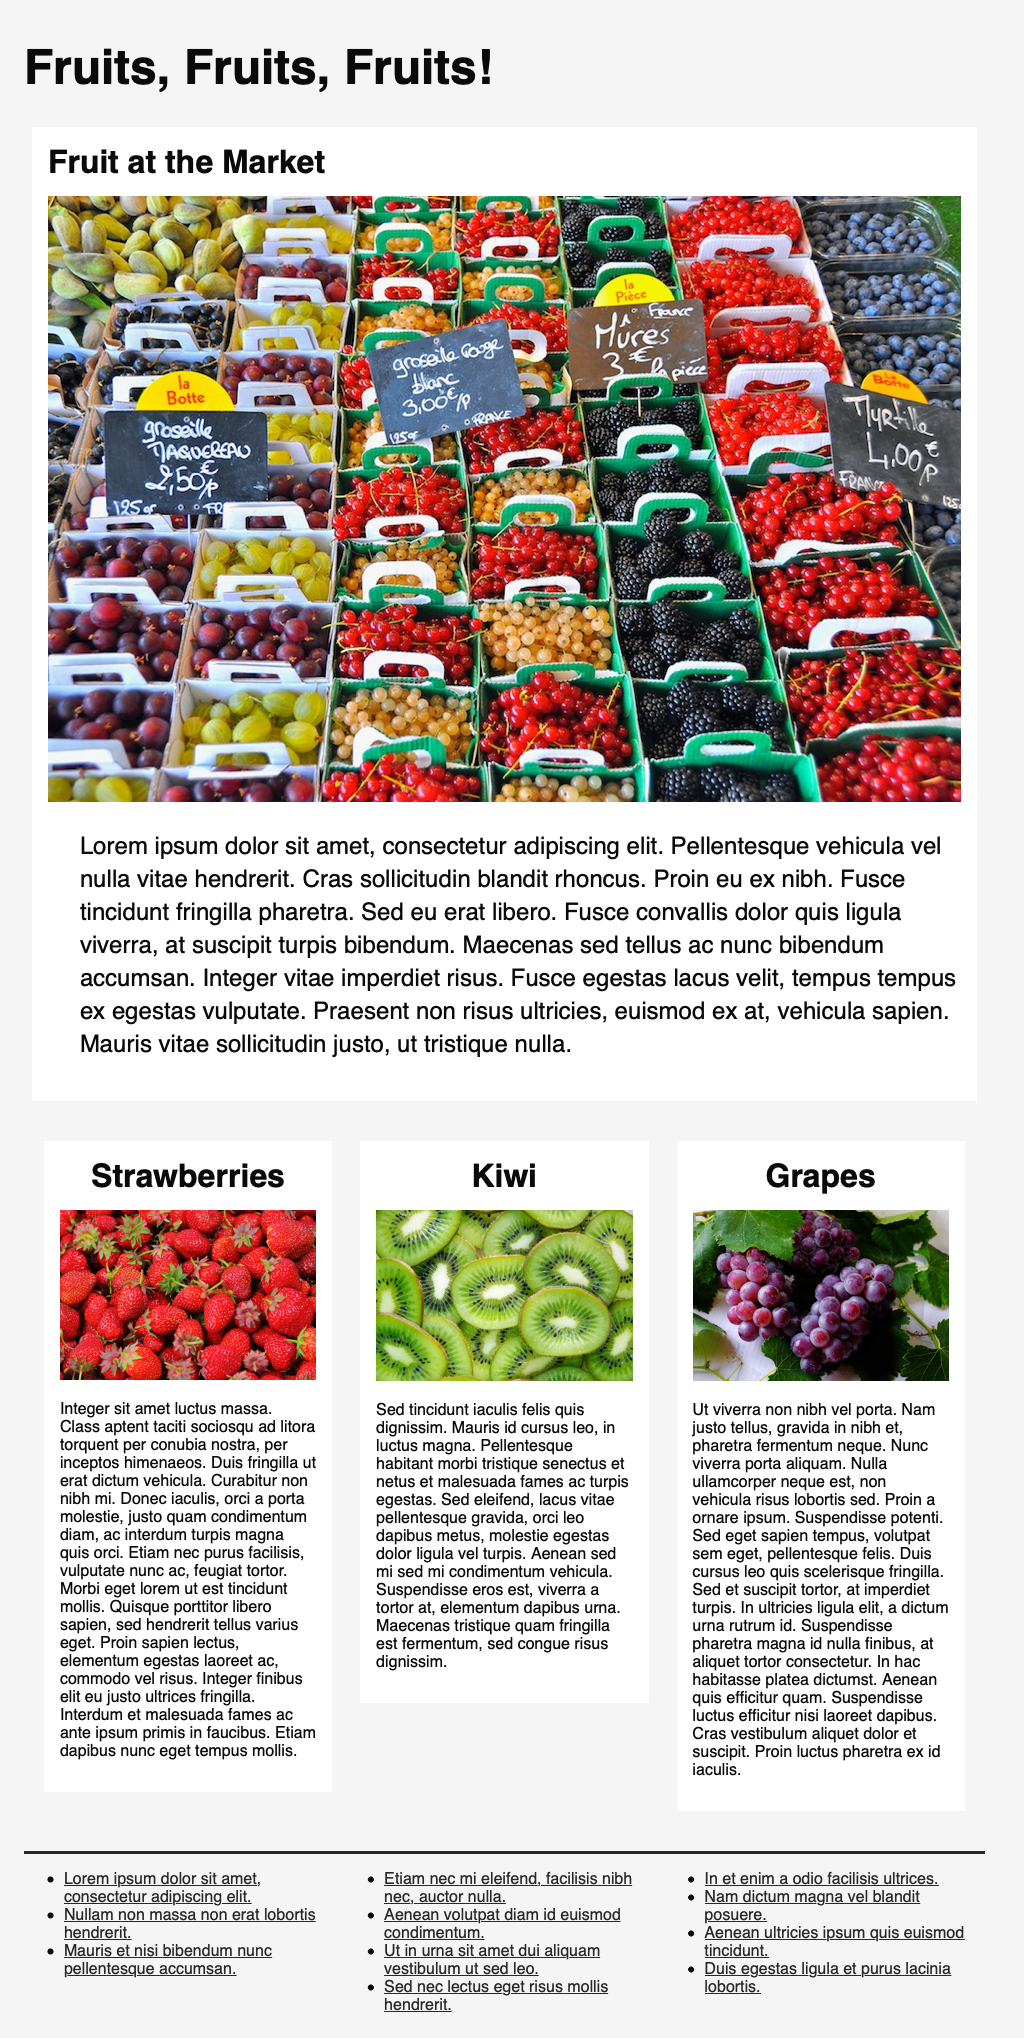 Fruits, Fruits, Fruits!
Fruit at the Market
la
Pièce
France
Mûres
3 € la pièce
groseille rouge
blanc
3,00€/P
125gr
FRANCE
la
Botte
groseille
MAQUEREAU
2,50€/P
125gr
FR
La
Botte
Myrtille
4,00€/P
FRANCE
125
Lorem ipsum dolor sit amet, consectetur adipiscing elit. Pellentesque vehicula vel
nulla vitae hendrerit. Cras sollicitudin blandit rhoncus. Proin eu ex nibh. Fusce
tincidunt fringilla pharetra. Sed eu erat libero. Fusce convallis dolor quis ligula
viverra, at suscipit turpis bibendum. Maecenas sed tellus ac nunc bibendum
accumsan. Integer vitae imperdiet risus. Fusce egestas lacus velit, tempus tempus
ex egestas vulputate. Praesent non risus ultricies, euismod ex at, vehicula sapien.
Mauris vitae sollicitudin justo, ut tristique nulla.
Strawberries
Integer sit amet luctus massa.
Class aptent taciti sociosqu ad litora
torquent per conubia nostra, per
inceptos himenaeos. Duis fringilla ut
erat dictum vehicula. Curabitur non
nibh mi. Donec iaculis, orci a porta
molestie, justo quam condimentum
diam, ac interdum turpis magna
quis orci. Etiam nec purus facilisis,
vulputate nunc ac, feugiat tortor.
Morbi eget lorem ut est tincidunt
mollis. Quisque porttitor libero
sapien, sed hendrerit tellus varius
eget. Proin sapien lectus,
elementum egestas laoreet ac,
commodo vel risus. Integer finibus
elit eu justo ultrices fringilla.
Interdum et malesuada fames ac
ante ipsum primis in faucibus. Etiam
dapibus nunc eget tempus mollis.
Kiwi
Sed tincidunt iaculis felis quis
dignissim. Mauris id cursus leo, in
luctus magna. Pellentesque
habitant morbi tristique senectus et
netus et malesuada fames ac turpis
egestas. Sed eleifend, lacus vitae
pellentesque gravida, orci leo
dapibus metus, molestie egestas
dolor ligula vel turpis. Aenean sed
mi sed mi condimentum vehicula.
Suspendisse eros est, viverra a
tortor at, elementum dapibus urna.
Maecenas tristique quam fringilla
est fermentum, sed congue risus
dignissim.
Grapes
Ut viverra non nibh vel porta. Nam
justo tellus, gravida in nibh et,
pharetra fermentum neque. Nunc
viverra porta aliquam. Nulla
ullamcorper neque est, non
vehicula risus lobortis sed. Proin a
ornare ipsum. Suspendisse potenti.
Sed eget sapien tempus, volutpat
sem eget, pellentesque felis. Duis
cursus leo quis scelerisque fringilla.
Sed et suscipit tortor, at imperdiet
turpis. In ultricies ligula elit, a dictum
urna rutrum id. Suspendisse
pharetra magna id nulla finibus, at
aliquet tortor consectetur. In hac
habitasse platea dictumst. Aenean
quis efficitur quam. Suspendisse
luctus efficitur nisi laoreet dapibus.
Cras vestibulum aliquet dolor et
suscipit. Proin luctus pharetra ex id
iaculis.
Lorem ipsum dolor sit amet,
consectetur adipiscing elit.
Nullam non massa non erat lobortis
hendrerit.
Mauris et nisi bibendum nunc
pellentesque accumsan.
Etiam nec mi eleifend, facilisis nibh
nec, auctor nulla.
Aenean volutpat diam id euismod
condimentum.
Ut in urna sit amet dui aliquam
vestibulum ut sed leo.
Sed nec lectus eget risus mollis
hendrerit.
In et enim a odio facilisis ultrices.
Nam dictum magna vel blandit
posuere.
Aenean ultricies ipsum quis euismod
tincidunt.
Duis egestas ligula et purus lacinia
lobortis.